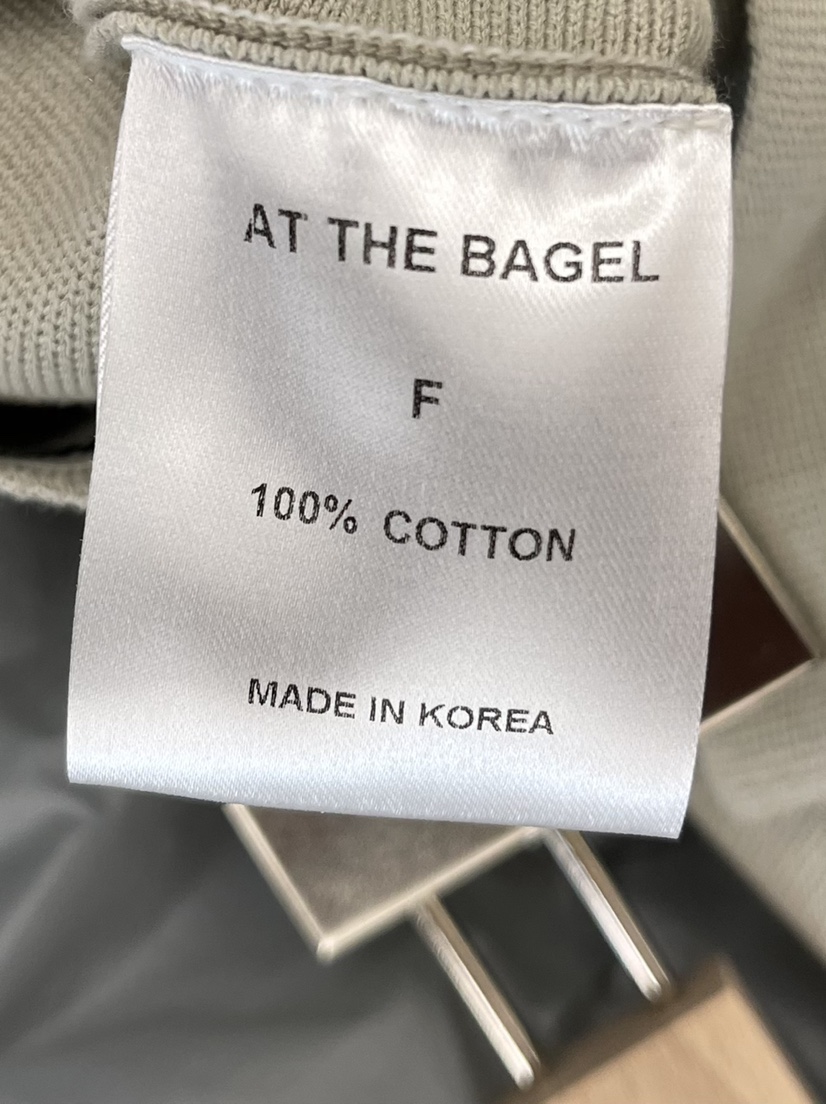 AT THE BAGEL
F
100% COTTON
MADE IN KOREA